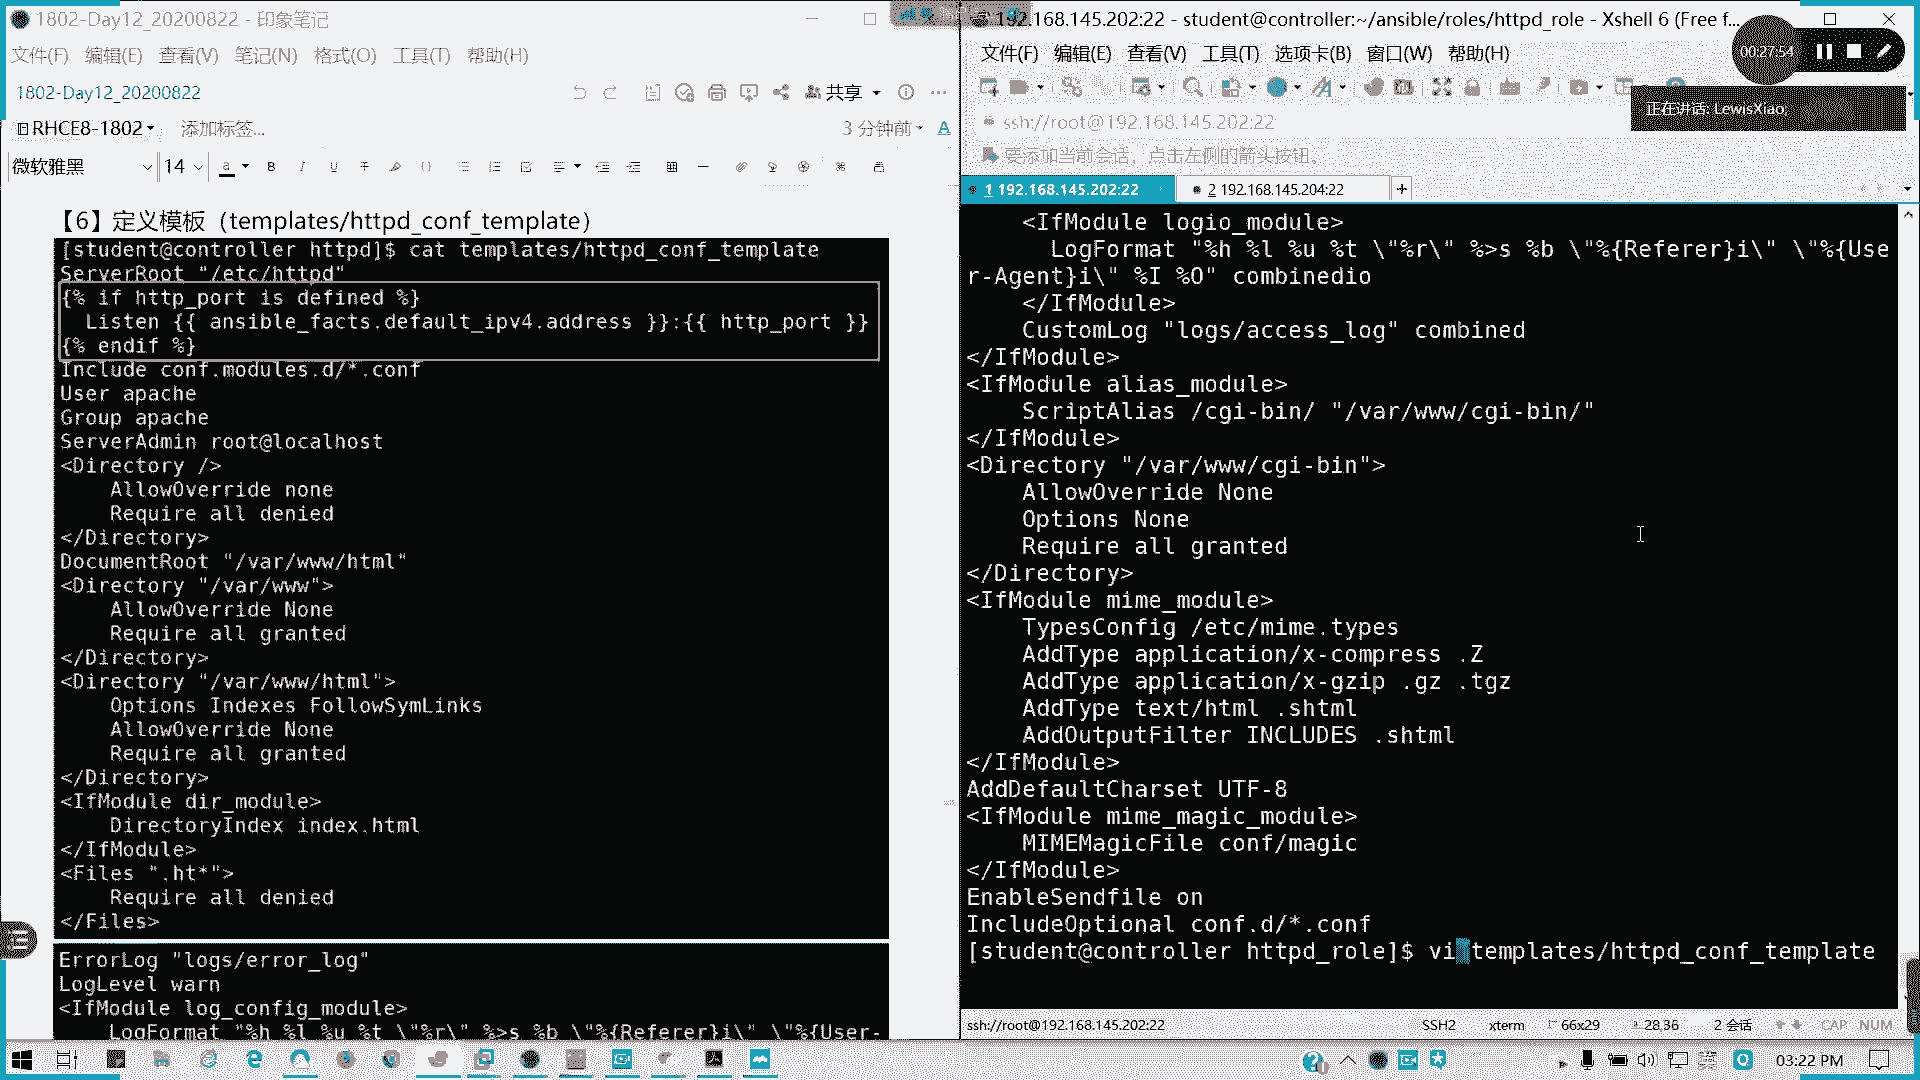 1802-Day12_20200822 - 印象笔记
文件(F) 编辑(E) 查看(V) 笔记(N) 格式(O) 工具(T) 帮助(H)
1802-Day12_20200822
共享
RHCE8-1802
添加标签...
3 分钟前
微软雅黑
14
【6】定义模板（templates/httpd_conf_template）
[student@controller httpd]$ cat templates/httpd_conf_template
ServerRoot "/etc/httpd"
{% if http_port is defined %}
Listen {{ ansible_facts.default_ipv4.address }}:{{ http_port }}
{% endif %}
Include conf.modules.d/*.conf
User apache
Group apache
ServerAdmin root@localhost
<Directory />
AllowOverride none
Require all denied
</Directory>
DocumentRoot "/var/www/html"
<Directory "/var/www">
AllowOverride None
Require all granted
</Directory>
<Directory "/var/www/html">
Options Indexes FollowSymLinks
AllowOverride None
Require all granted
</Directory>
<IfModule dir_module>
DirectoryIndex index.html
</IfModule>
<Files ".ht*">
Require all denied
</Files>
ErrorLog "logs/error_log"
LogLevel warn
<IfModule log_config_module>
LogFormat "%h %l %u %t \"%r\" %>s %b \"%{Referer}i\" \"%{User-
192.168.145.202:22 - student@controller:~/ansible/roles/httpd_role - Xshell 6 (Free f...
文件(F) 编辑(E) 查看(V) 工具(T) 选项卡(B) 窗口(W) 帮助(H)
00:27:54
正在讲话: LewisXiao;
ssh://root@192.168.145.202:22
要添加当前会话，点击左侧的箭头按钮。
1 192.168.145.202:22
2 192.168.145.204:22
<IfModule logio_module>
LogFormat "%h %l %u %t \"%r\" %>s %b \"%{Referer}i\" \"%{Use
r-Agent}i\" %I %O" combinedio
</IfModule>
CustomLog "logs/access_log" combined
</IfModule>
<IfModule alias_module>
ScriptAlias /cgi-bin/ "/var/www/cgi-bin/"
</IfModule>
<Directory "/var/www/cgi-bin">
AllowOverride None
Options None
Require all granted
</Directory>
<IfModule mime_module>
TypesConfig /etc/mime.types
AddType application/x-compress .Z
AddType application/x-gzip .gz .tgz
AddType text/html .shtml
AddOutputFilter INCLUDES .shtml
</IfModule>
AddDefaultCharset UTF-8
<IfModule mime_magic_module>
MIMEMagicFile conf/magic
</IfModule>
EnableSendfile on
IncludeOptional conf.d/*.conf
[student@controller httpd_role]$ vi templates/httpd_conf_template
ssh://root@192.168.145.202:22
SSH2
xterm
66x29
28,36
2 会话
CAP NUM
英
03:22 PM